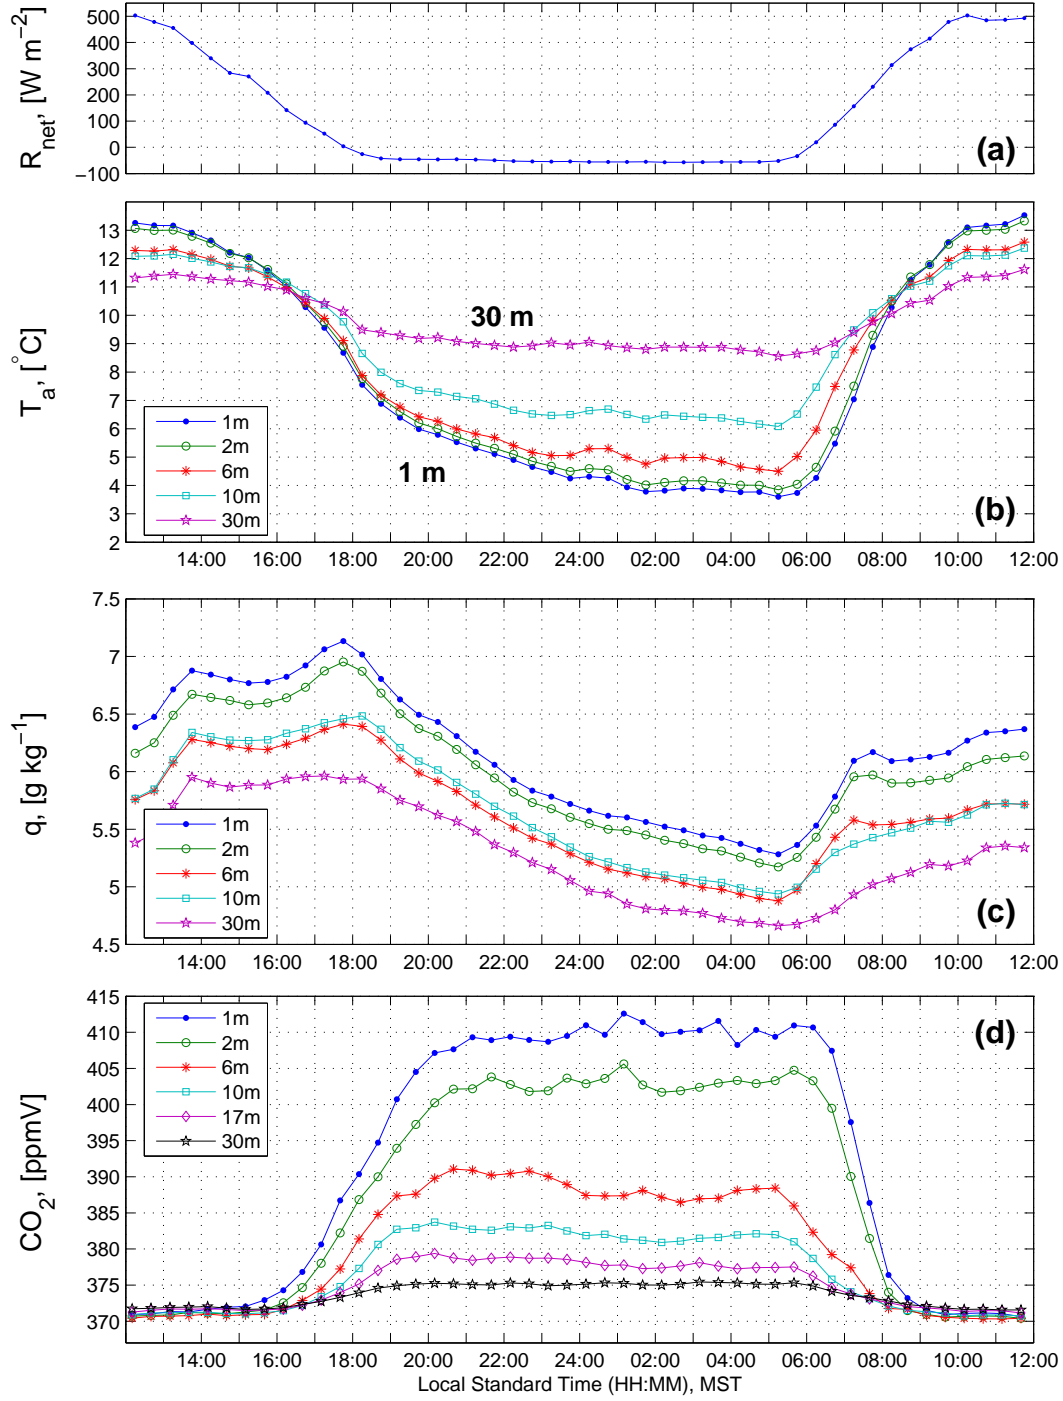 R_net, [W m^−2]
500
400
300
200
100
0
−100
(a)
T_a, [°C]
13
12
11
10
9
8
7
6
5
4
3
2
30 m
1 m
1m
2m
6m
10m
30m
(b)
14:00 16:00 18:00 20:00 22:00 00:00 02:00 04:00 06:00 08:00 10:00 12:00
q, [g kg^−1]
7.5
7
6.5
6
5.5
5
4.5
1m
2m
6m
10m
30m
(c)
14:00 16:00 18:00 20:00 22:00 00:00 02:00 04:00 06:00 08:00 10:00 12:00
CO_2, [ppmV]
415
410
405
400
395
390
385
380
375
370
1m
2m
6m
10m
17m
30m
(d)
14:00 16:00 18:00 20:00 22:00 00:00 02:00 04:00 06:00 08:00 10:00 12:00
Local Standard Time (HH:MM), MST